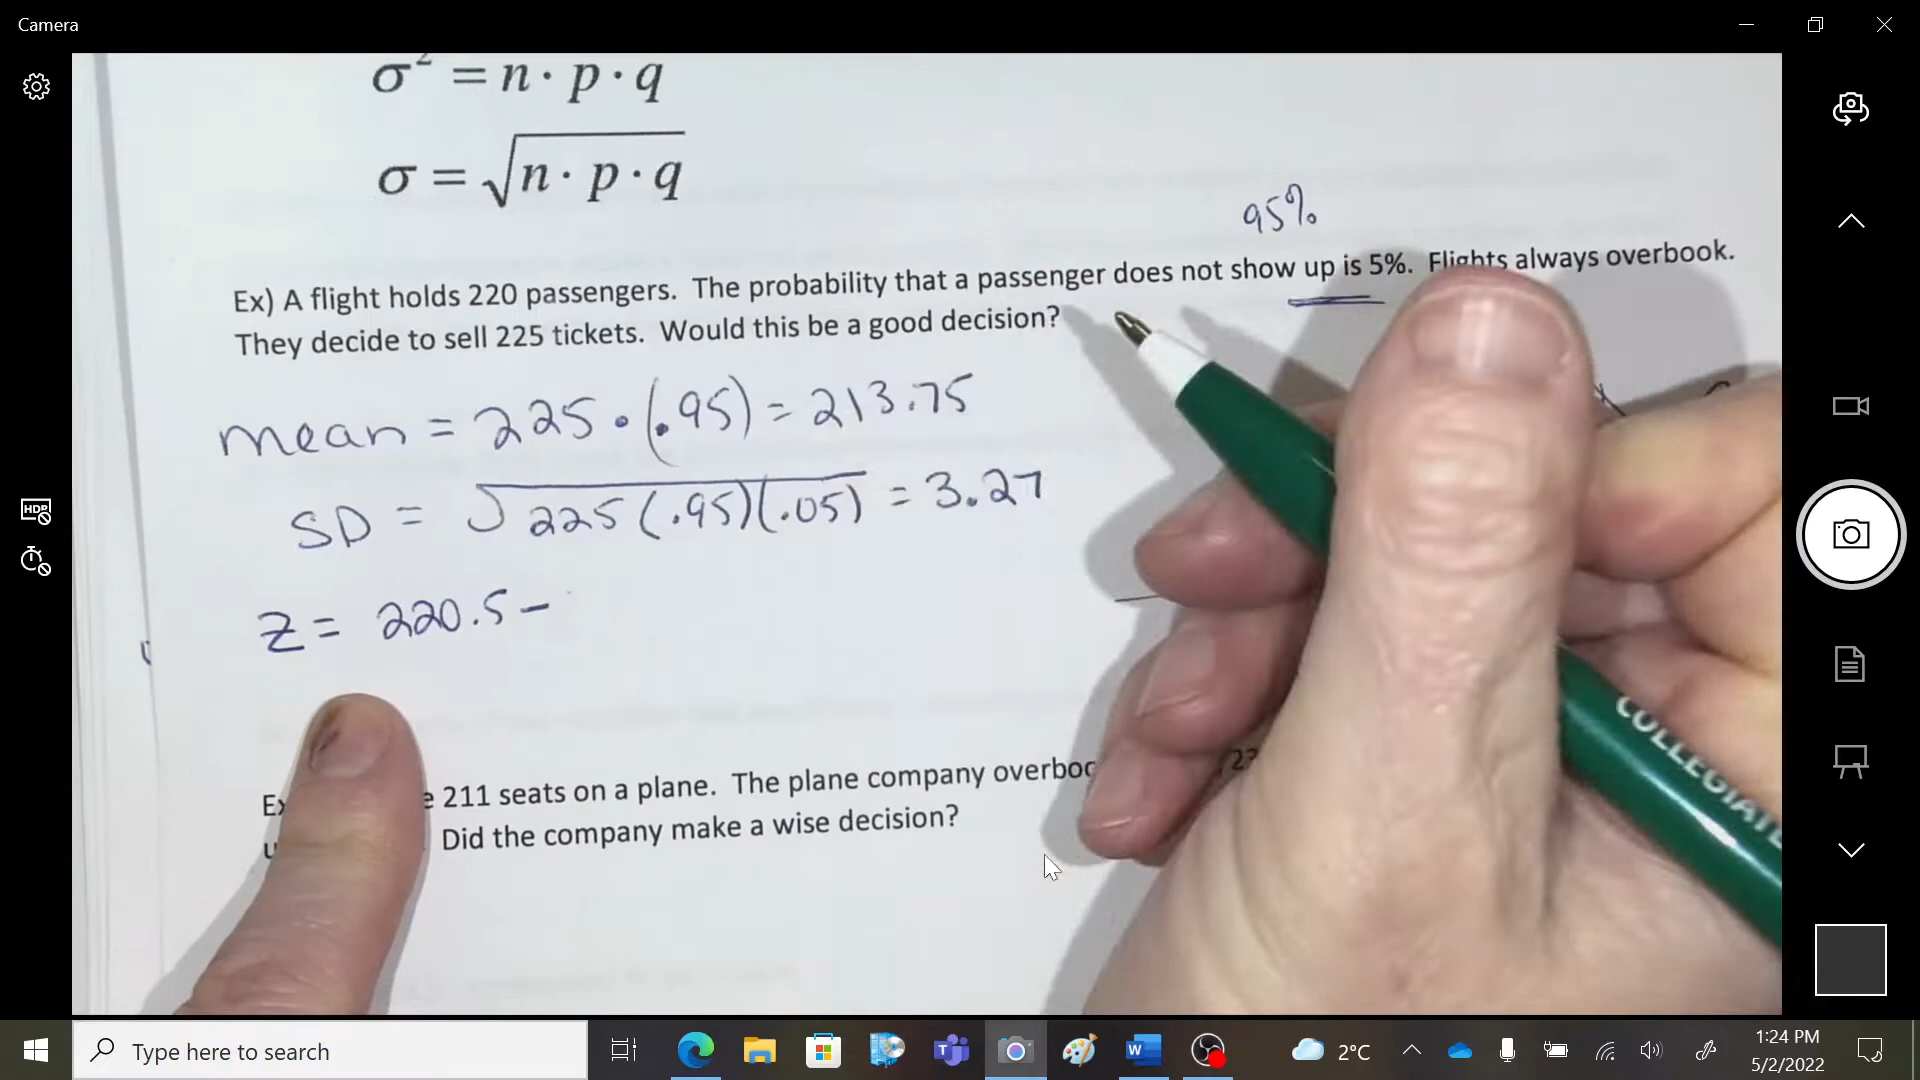 Camera
σ² = n · p · q
σ = √n · p · q
95%
Ex) A flight holds 220 passengers. The probability that a passenger does not show up is 5%. Flights always overbook.
They decide to sell 225 tickets. Would this be a good decision?
mean = 225 · (.95) = 213.75
SD = √225 (.95)(.05) = 3.27
Z = 220.5 -
211 seats on a plane. The plane company
Did the company make a wise decision?
COLLEGIATE
HDR
Type here to search
2°C
1:24 PM
5/2/2022